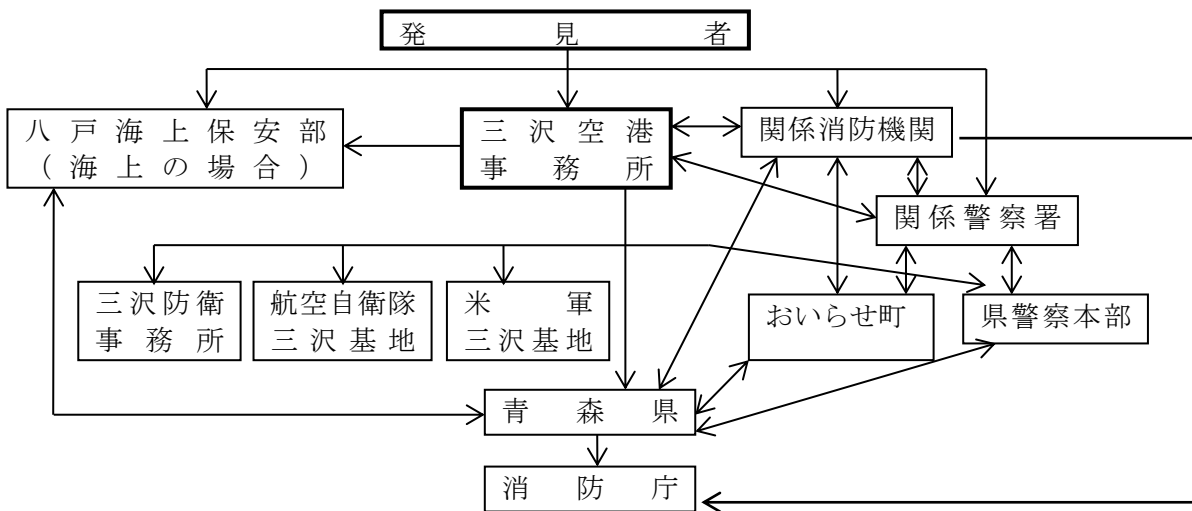 発見者
八戸海上保安部
(海上の場合)
三沢空港
事務所
関係消防機関
関係警察署
三沢防衛
事務所
航空自衛隊
三沢基地
米軍
三沢基地
おいらせ町
県警察本部
青森県
消防庁